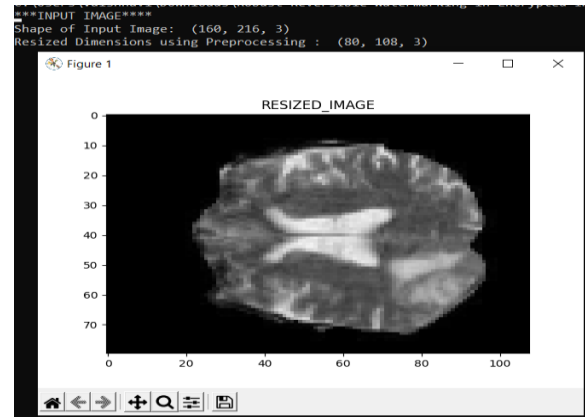 ***INPUT IMAGE****
Shape of Input Image:  (160, 216, 3)
Resized Dimensions using Preprocessing :  (80, 108, 3)
Figure 1
RESIZED_IMAGE
0
10
20
30
40
50
60
70
0 20 40 60 80 100